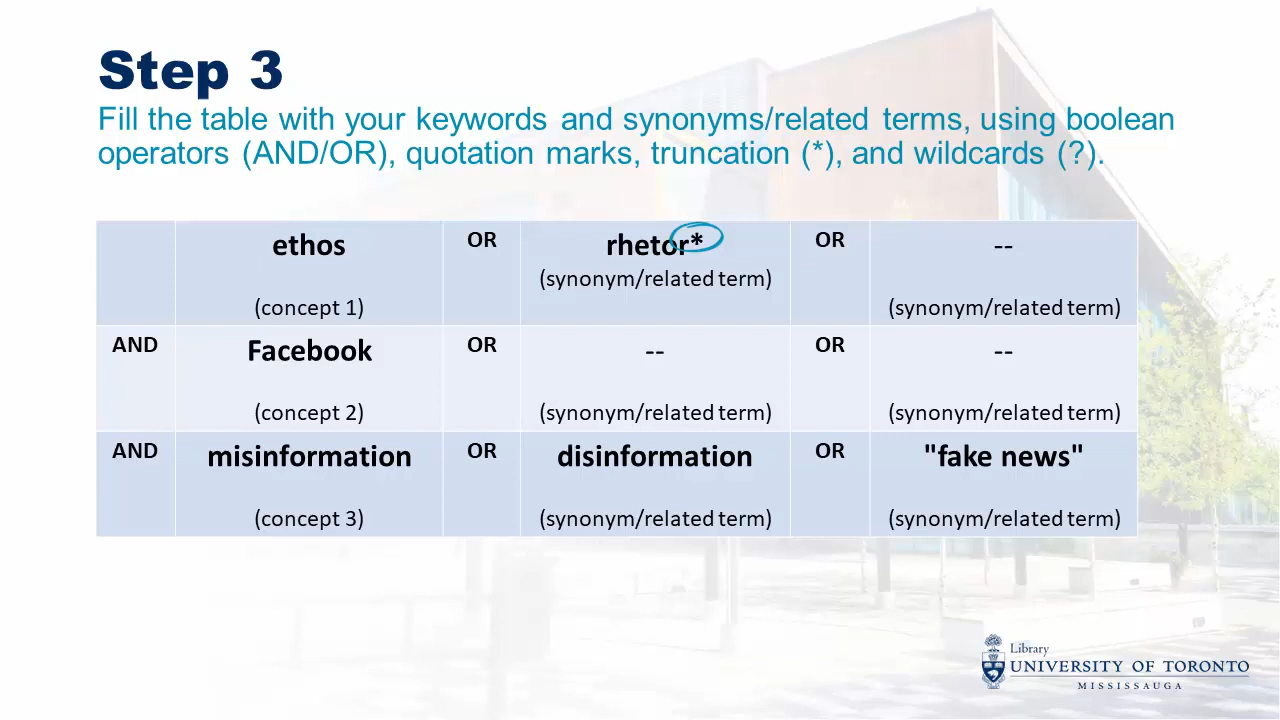 Step 3
Fill the table with your keywords and synonyms/related terms, using boolean
operators (AND/OR), quotation marks, truncation (*), and wildcards (?).
ethos OR rhetor* OR --
(synonym/related term)
(concept 1) (synonym/related term)
AND Facebook OR -- OR --
(concept 2) (synonym/related term) (synonym/related term)
AND misinformation OR disinformation OR "fake news"
(concept 3) (synonym/related term) (synonym/related term)
Library
UNIVERSITY OF TORONTO
MISSISSAUGA